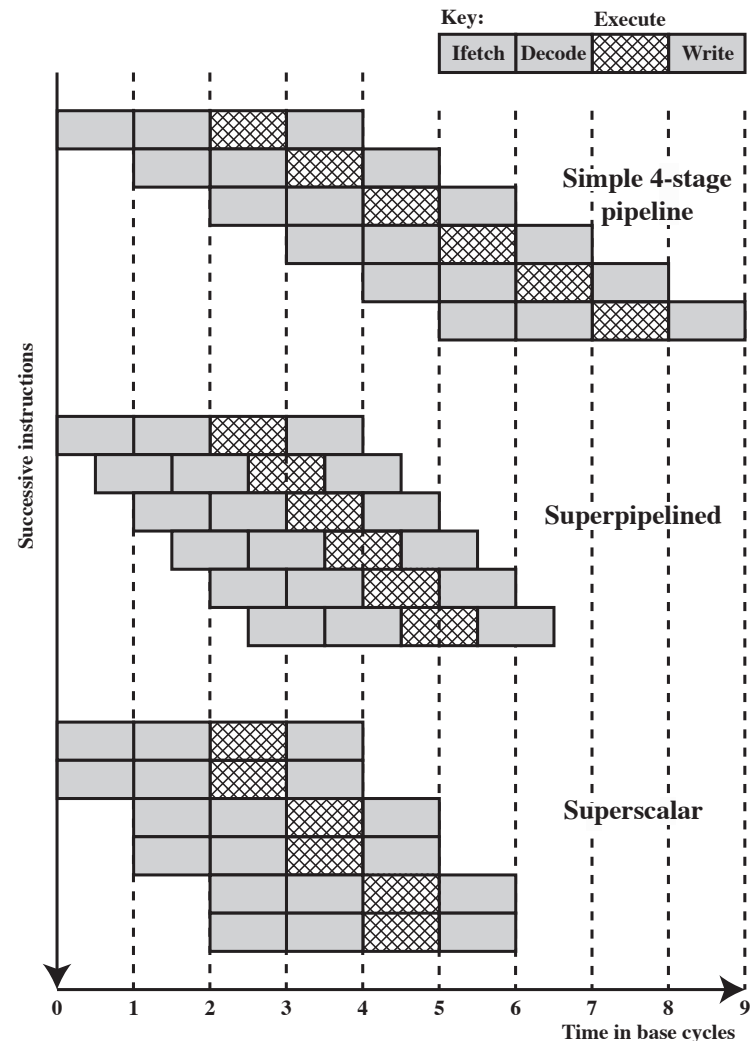 Key:
Execute
Ifetch Decode Write
Simple 4-stage
pipeline
Successive instructions
Superpipelined
Superscalar
0 1 2 3 4 5 6 7 8 9
Time in base cycles